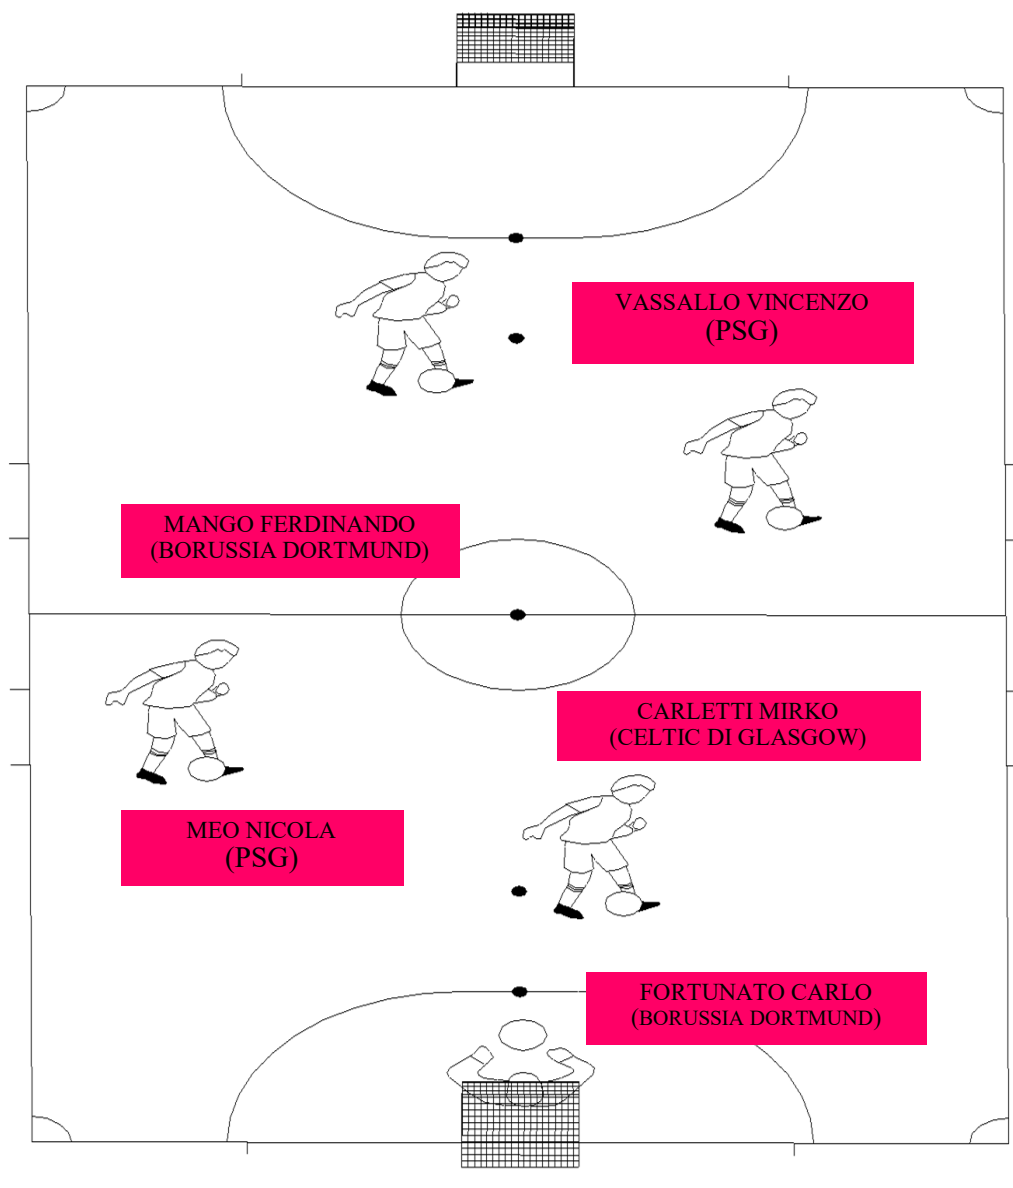 VASSALLO VINCENZO
(PSG)
MANGO FERDINANDO
(BORUSSIA DORTMUND)
CARLETTI MIRKO
(CELTIC DI GLASGOW)
MEO NICOLA
(PSG)
FORTUNATO CARLO
(BORUSSIA DORTMUND)